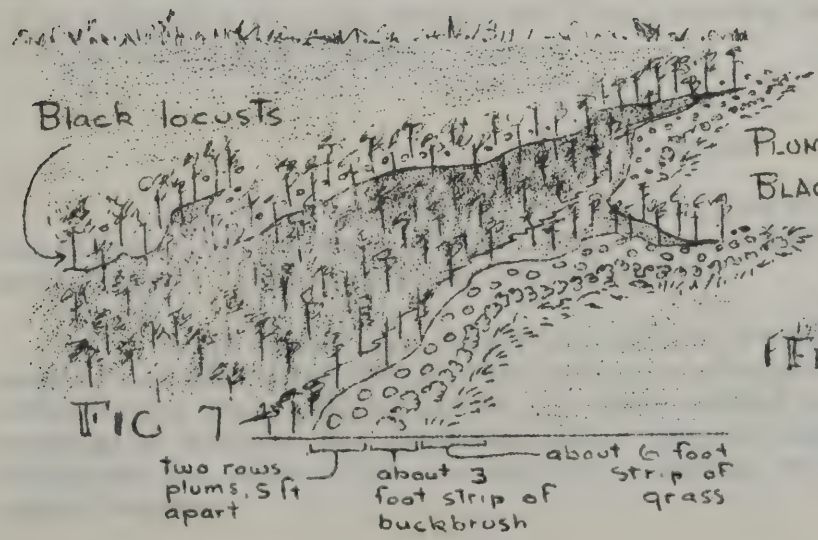 Black locusts
FIG 7
two rows
plums, 5 ft
apart
about 3
foot strip of
buckbrush
about 6 foot
strip of
grass